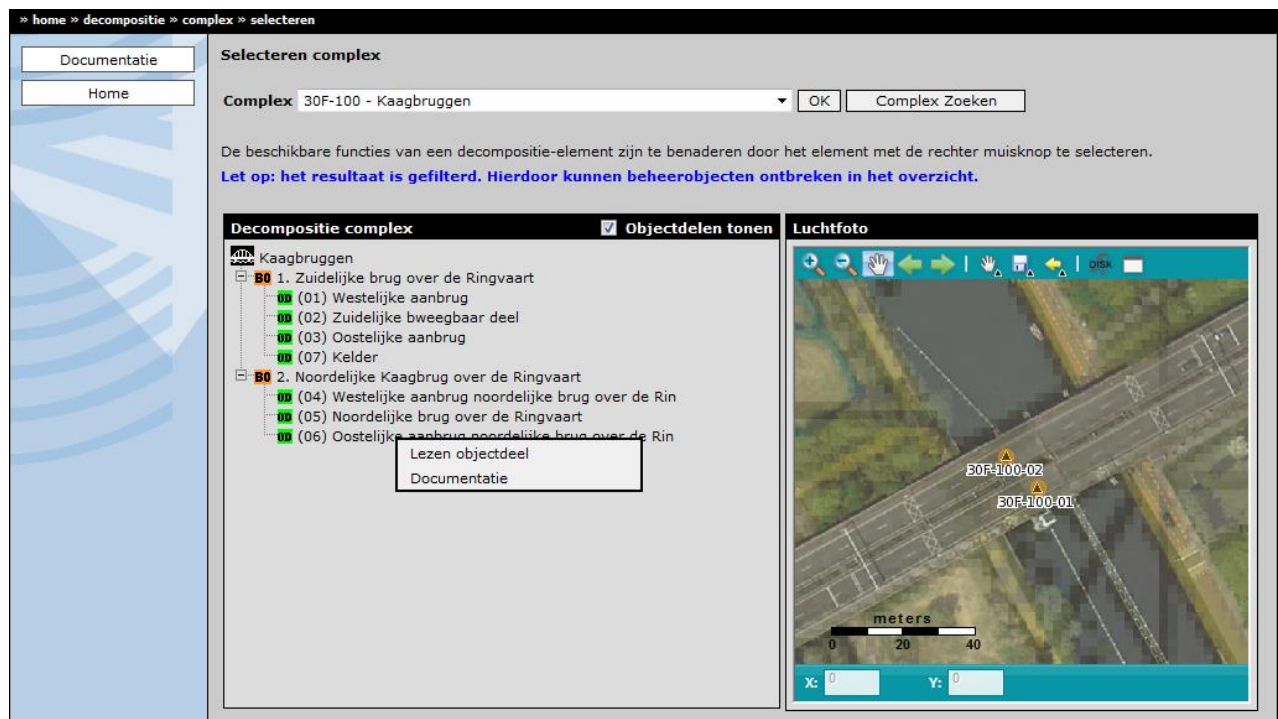 » home » decompositie » complex » selecteren
Documentatie
Home
Selecteren complex
Complex 30F-100 - Kaagbruggen OK Complex Zoeken
De beschikbare functies van een decompositie-element zijn te benaderen door het element met de rechter muisknop te selecteren.
Let op: het resultaat is gefilterd. Hierdoor kunnen beheerobjecten ontbreken in het overzicht.
Decompositie complex Objectdelen tonen
Kaagbruggen
BO 1. Zuidelijke brug over de Ringvaart
OD (01) Westelijke aanbrug
OD (02) Zuidelijke bweegbaar deel
OD (03) Oostelijke aanbrug
OD (07) Kelder
BO 2. Noordelijke Kaagbrug over de Ringvaart
OD (04) Westelijke aanbrug noordelijke brug over de Rin
OD (05) Noordelijke brug over de Ringvaart
OD (06) Oostelijke aanbrug noordelijke brug over de Rin
Lezen objectdeel
Documentatie
Luchtfoto
DISK
30F-100-02
30F-100-01
meters
0 20 40
X: 0 Y: 0